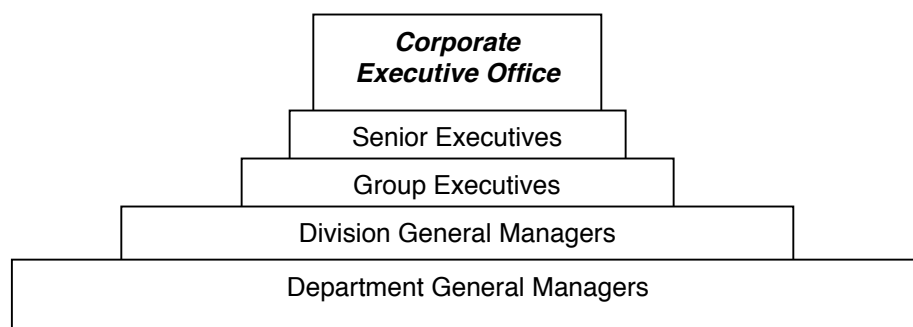 Corporate
Executive Office
Senior Executives
Group Executives
Division General Managers
Department General Managers